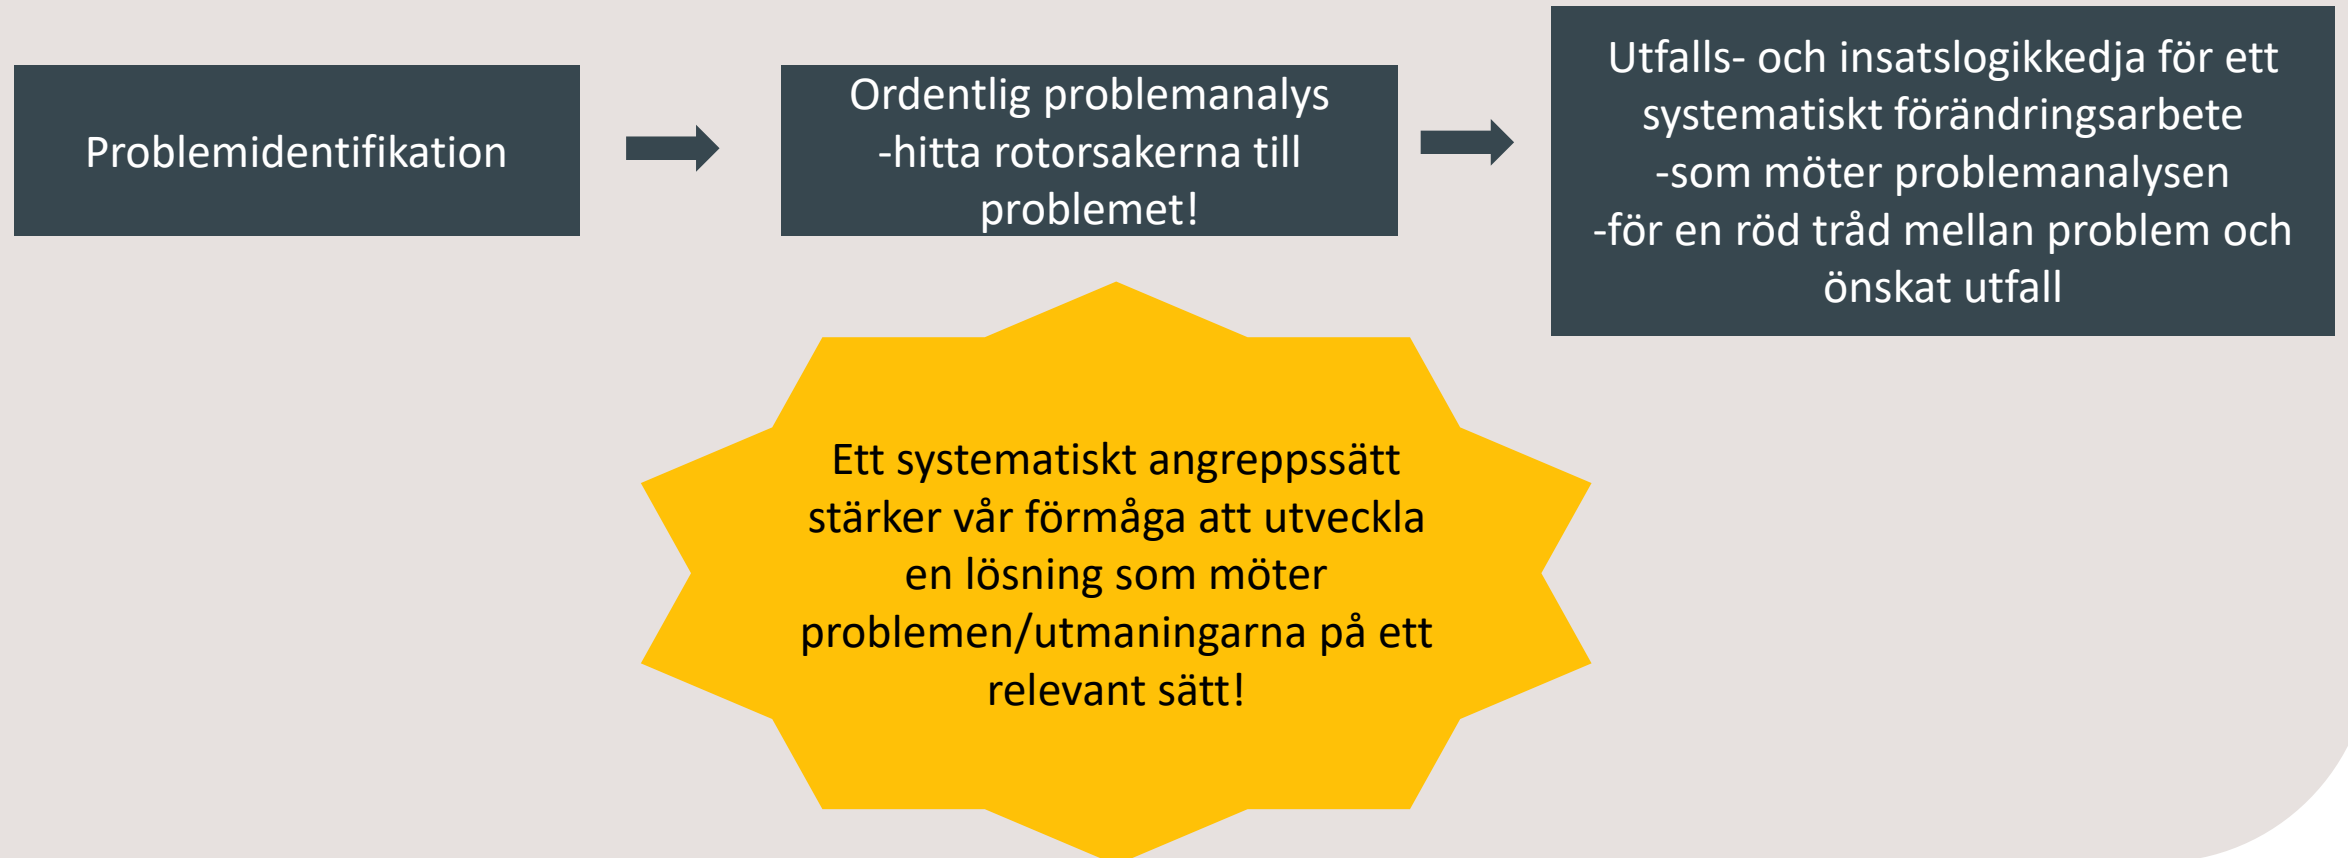 Problemidentifikation
Ordentlig problemanalys
-hitta rotorsakerna till
problemet!
Utfalls- och insatslogikkedja för ett
systematiskt förändringsarbete
-som möter problemanalysen
-för en röd tråd mellan problem och
önskat utfall
Ett systematiskt angreppssätt
stärker vår förmåga att utveckla
en lösning som möter
problemen/utmaningarna på ett
relevant sätt!